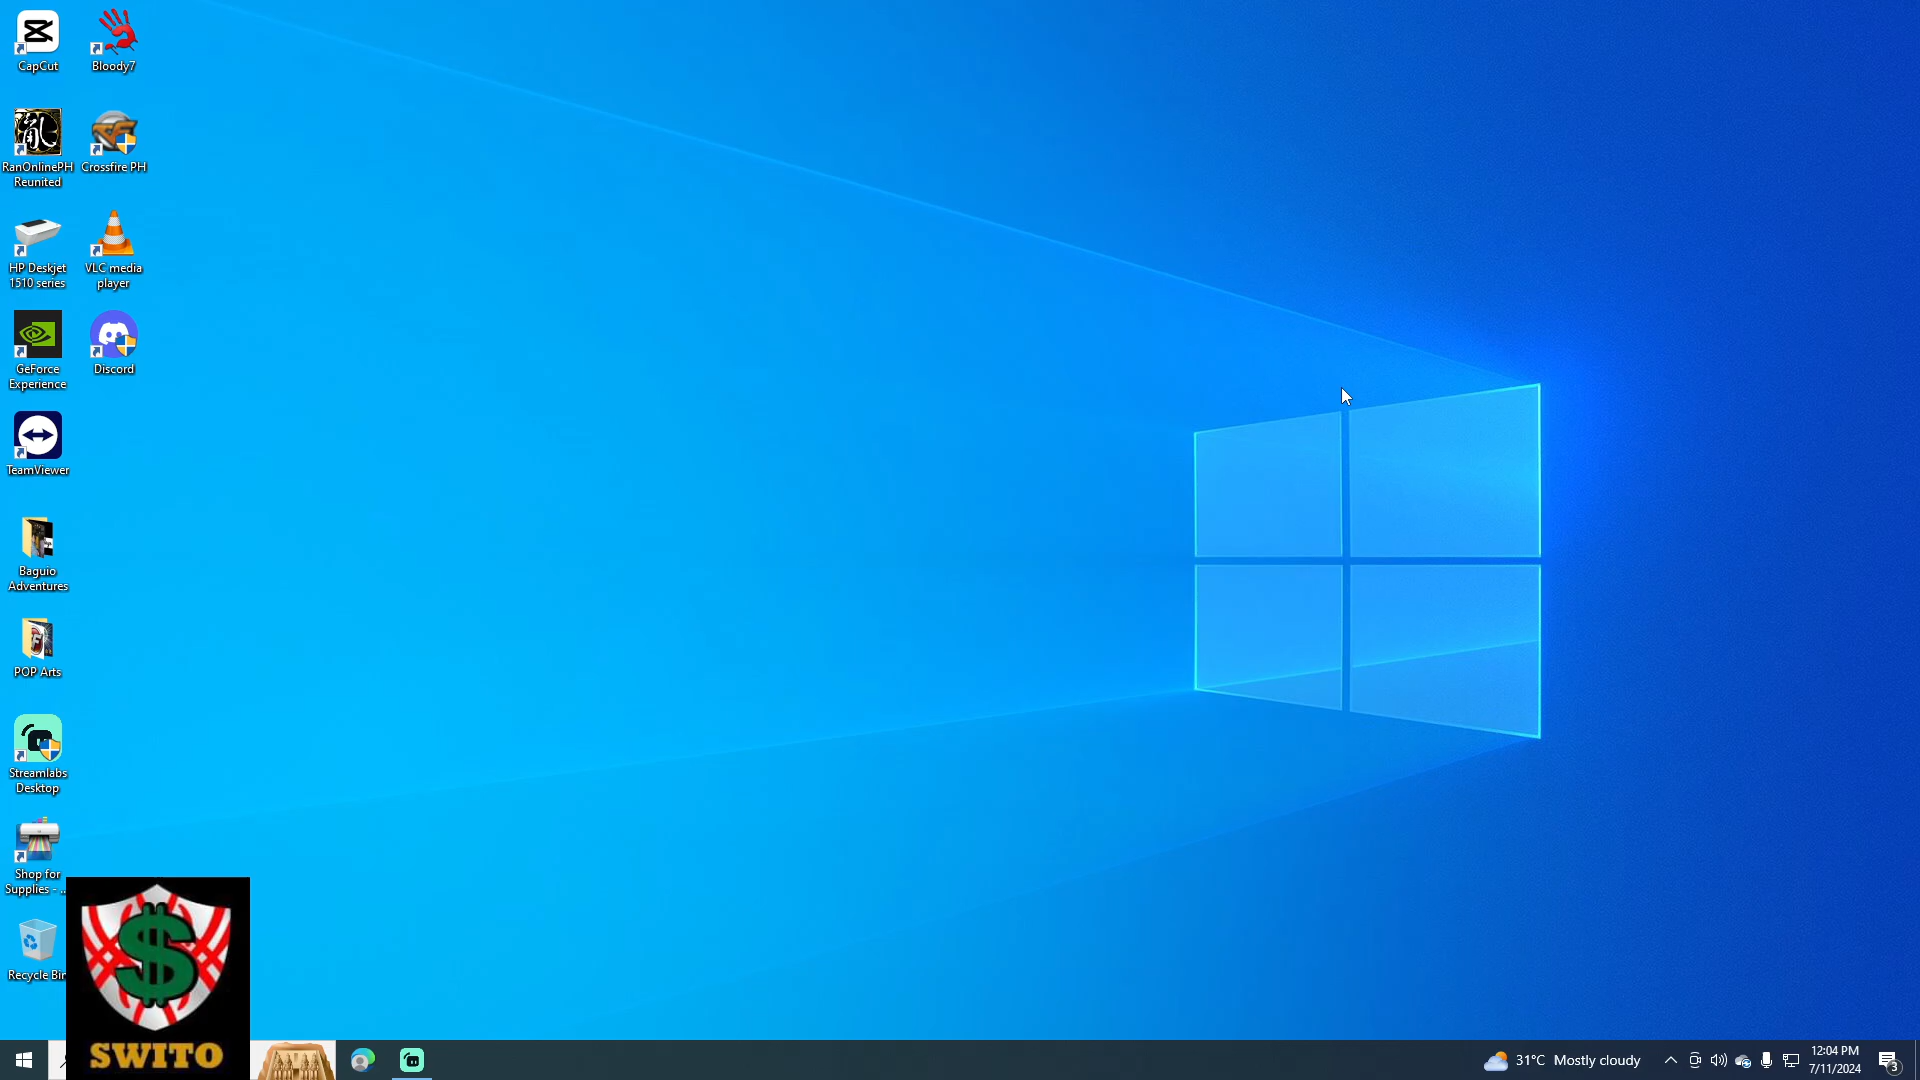 CapCut
Bloody7
RanOnlinePH
Reunited
Crossfire PH
HP Deskjet
1510 series
VLC media
player
GeForce
Experience
Discord
TeamViewer
Baguio
Adventures
POP Arts
Streamlabs
Desktop
Shop for
Supplies - ...
Recycle Bin
$
SWITO
31°C Mostly cloudy
12:04 PM
7/11/2024
3